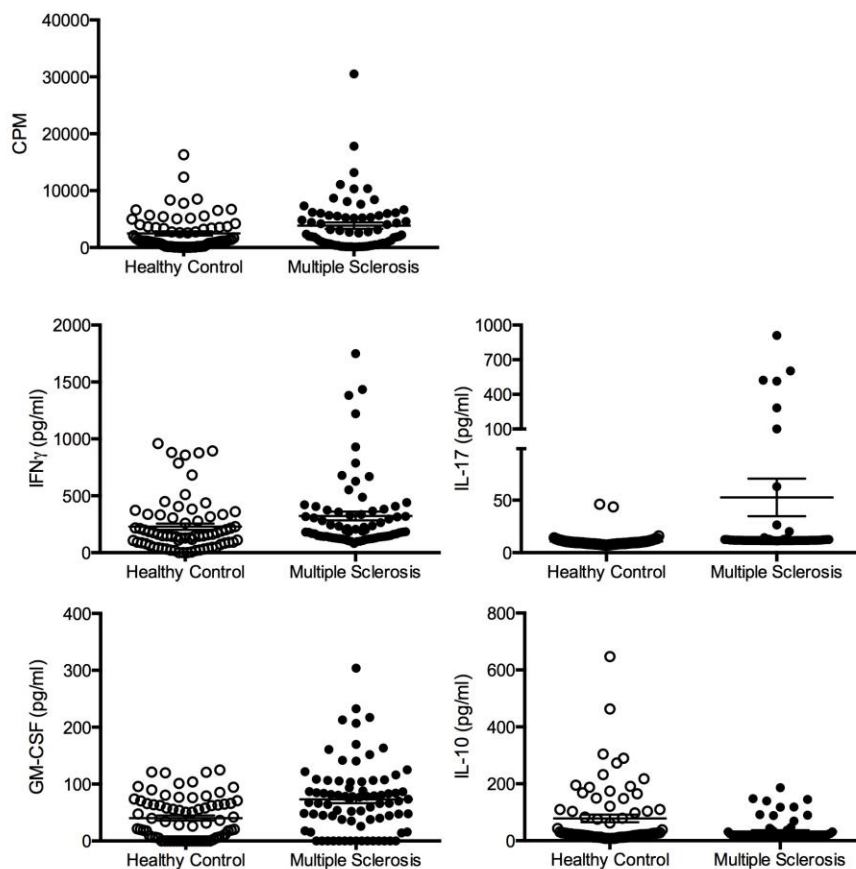 40000
30000
CPM
20000
10000
0
Healthy Control Multiple Sclerosis
2000
1500
IFNγ (pg/ml)
1000
500
0
Healthy Control Multiple Sclerosis
1000
700
400
IL-17 (pg/ml)
100
50
0
Healthy Control Multiple Sclerosis
400
300
GM-CSF (pg/ml)
200
100
0
Healthy Control Multiple Sclerosis
800
600
IL-10 (pg/ml)
400
200
0
Healthy Control Multiple Sclerosis